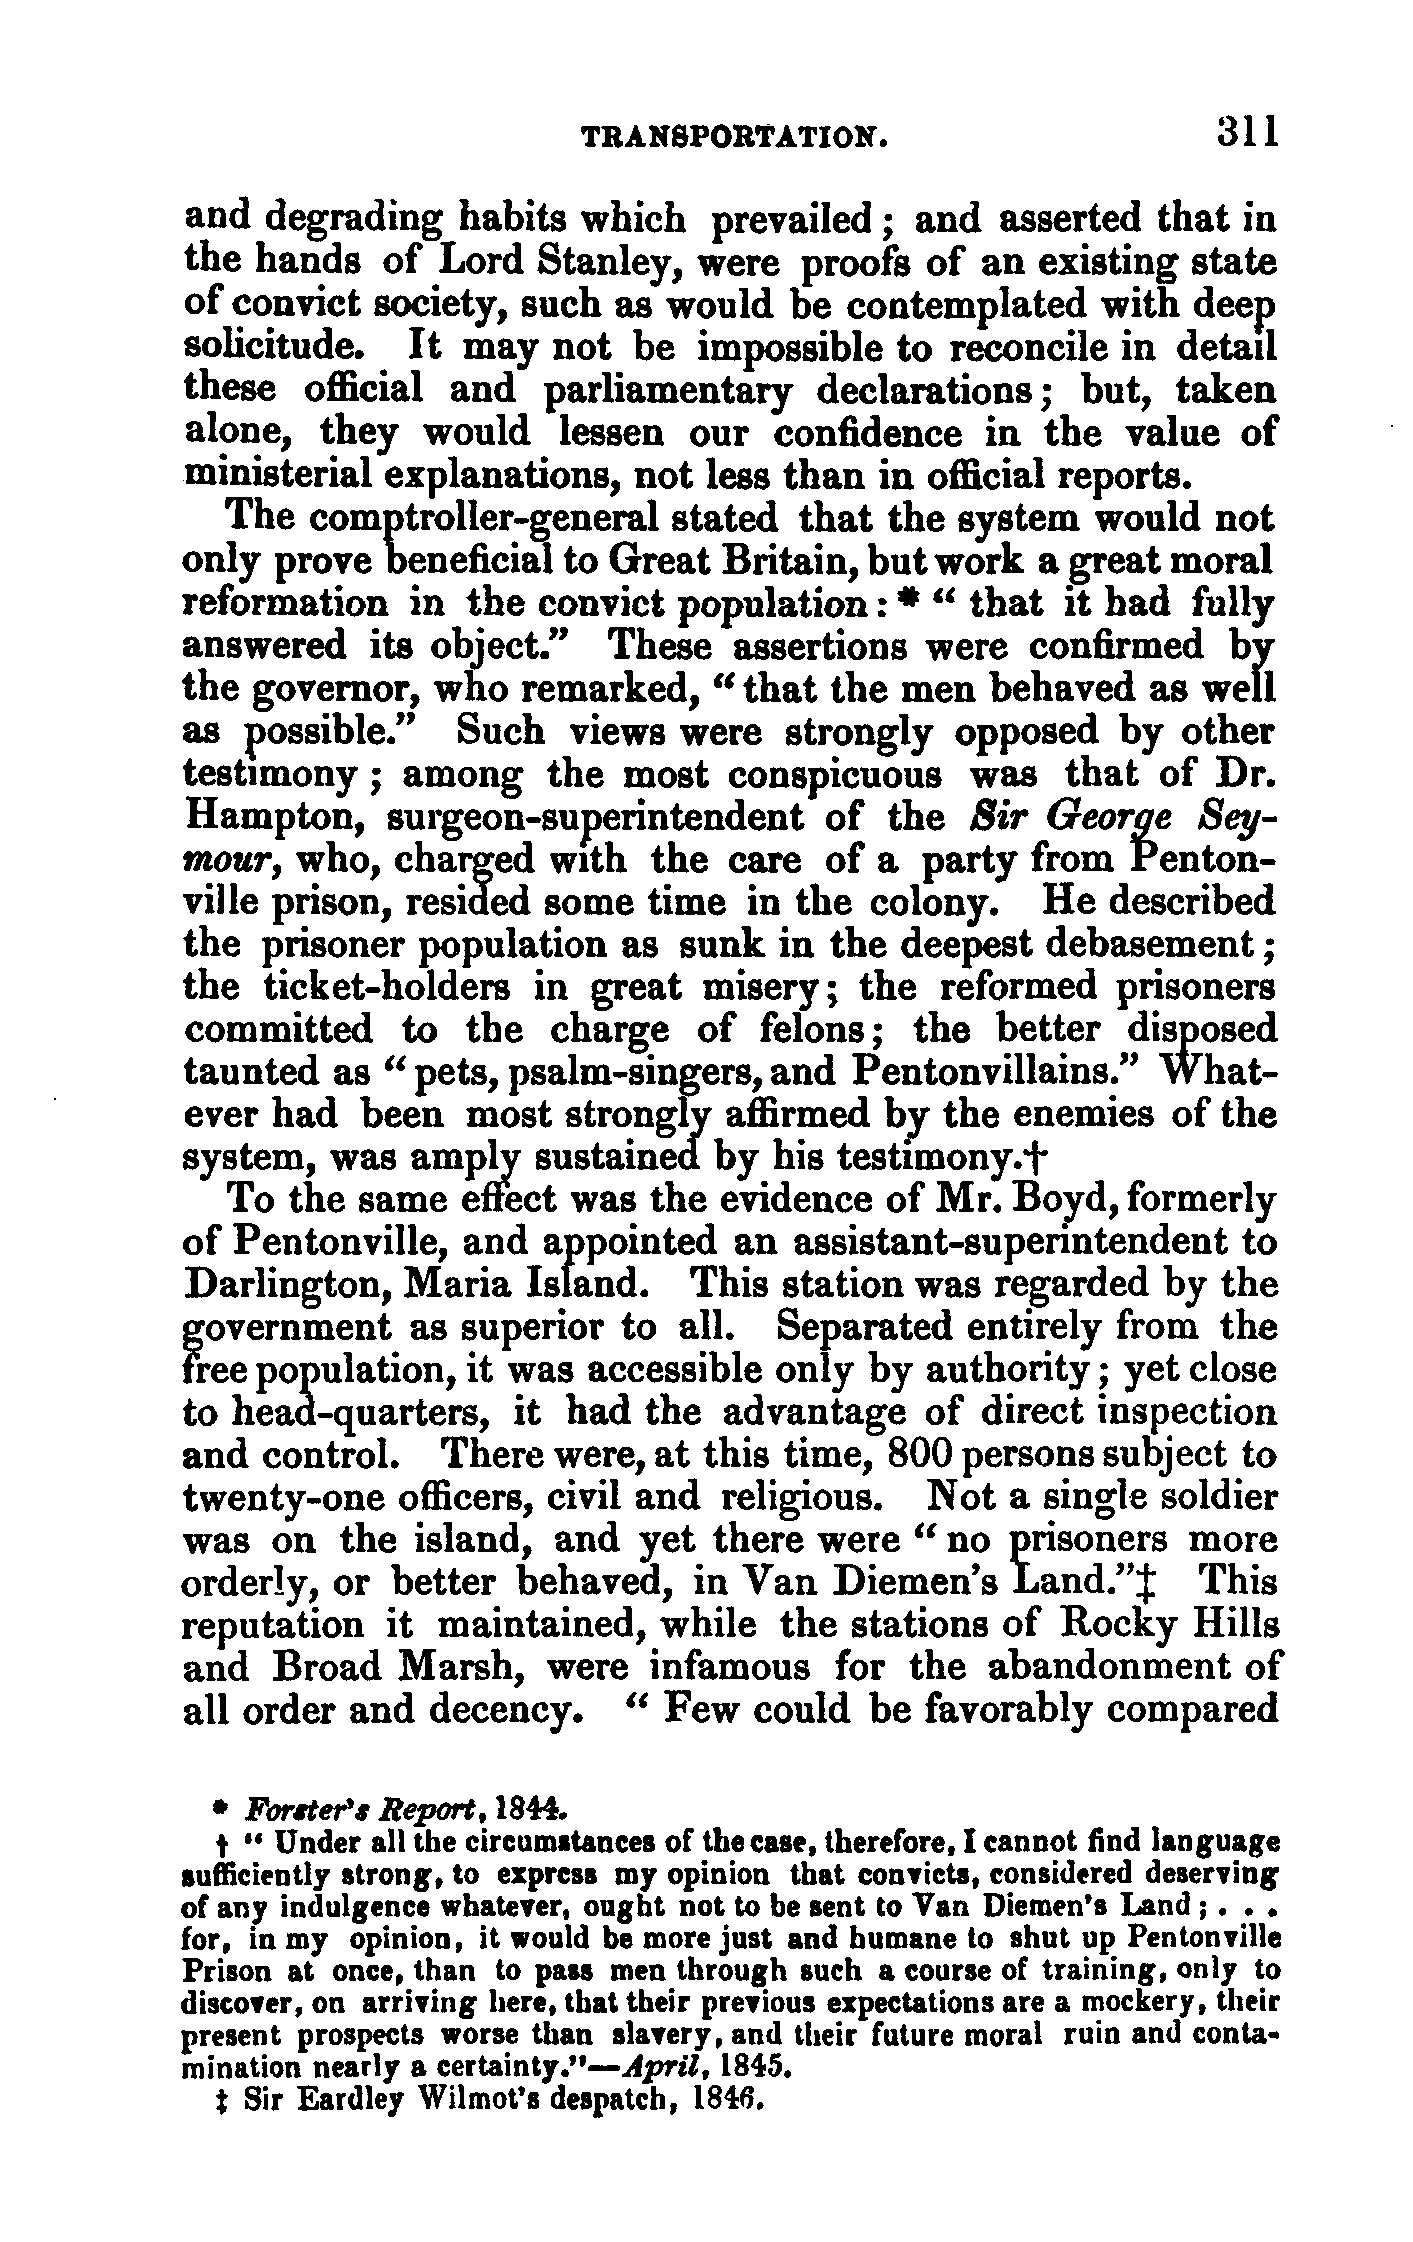 TRANSPORTATION. 311
and degrading habits which prevailed; and asserted that in
the hands of Lord Stanley, were proofs of an existing state
of convict society, such as would be contemplated with deep
solicitude. It may not be impossible to reconcile in detail
these official and parliamentary declarations; but, taken
alone, they would lessen our confidence in the value of
ministerial explanations, not less than in official reports.
The comptroller-general stated that the system would not
only prove beneficial to Great Britain, but work a great moral
reformation in the convict population:* "that it had fully
answered its object." These assertions were confirmed by
the governor, who remarked, "that the men behaved as well
as possible." Such views were strongly opposed by other
testimony; among the most conspicuous was that of Dr.
Hampton, surgeon-superintendent of the Sir George Sey-
mour, who, charged with the care of a party from Penton-
ville prison, resided some time in the colony. He described
the prisoner population as sunk in the deepest debasement;
the ticket-holders in great misery; the reformed prisoners
committed to the charge of felons; the better disposed
taunted as "pets, psalm-singers, and Pentonvillains." What-
ever had been most strongly affirmed by the enemies of the
system, was amply sustained by his testimony.†
To the same effect was the evidence of Mr. Boyd, formerly
of Pentonville, and appointed an assistant-superintendent to
Darlington, Maria Island. This station was regarded by the
government as superior to all. Separated entirely from the
free population, it was accessible only by authority; yet close
to head-quarters, it had the advantage of direct inspection
and control. There were, at this time, 800 persons subject to
twenty-one officers, civil and religious. Not a single soldier
was on the island, and yet there were "no prisoners more
orderly, or better behaved, in Van Diemen's Land."‡ This
reputation it maintained, while the stations of Rocky Hills
and Broad Marsh, were infamous for the abandonment of
all order and decency. "Few could be favorably compared
* Forster's Report, 1844.
† "Under all the circumstances of the case, therefore, I cannot find language
sufficiently strong, to express my opinion that convicts, considered deserving
of any indulgence whatever, ought not to be sent to Van Diemen's Land; . . .
for, in my opinion, it would be more just and humane to shut up Pentonville
Prison at once, than to pass men through such a course of training, only to
discover, on arriving here, that their previous expectations are a mockery, their
present prospects worse than slavery, and their future moral ruin and conta-
mination nearly a certainty."—April, 1845.
‡ Sir Eardley Wilmot's despatch, 1846.